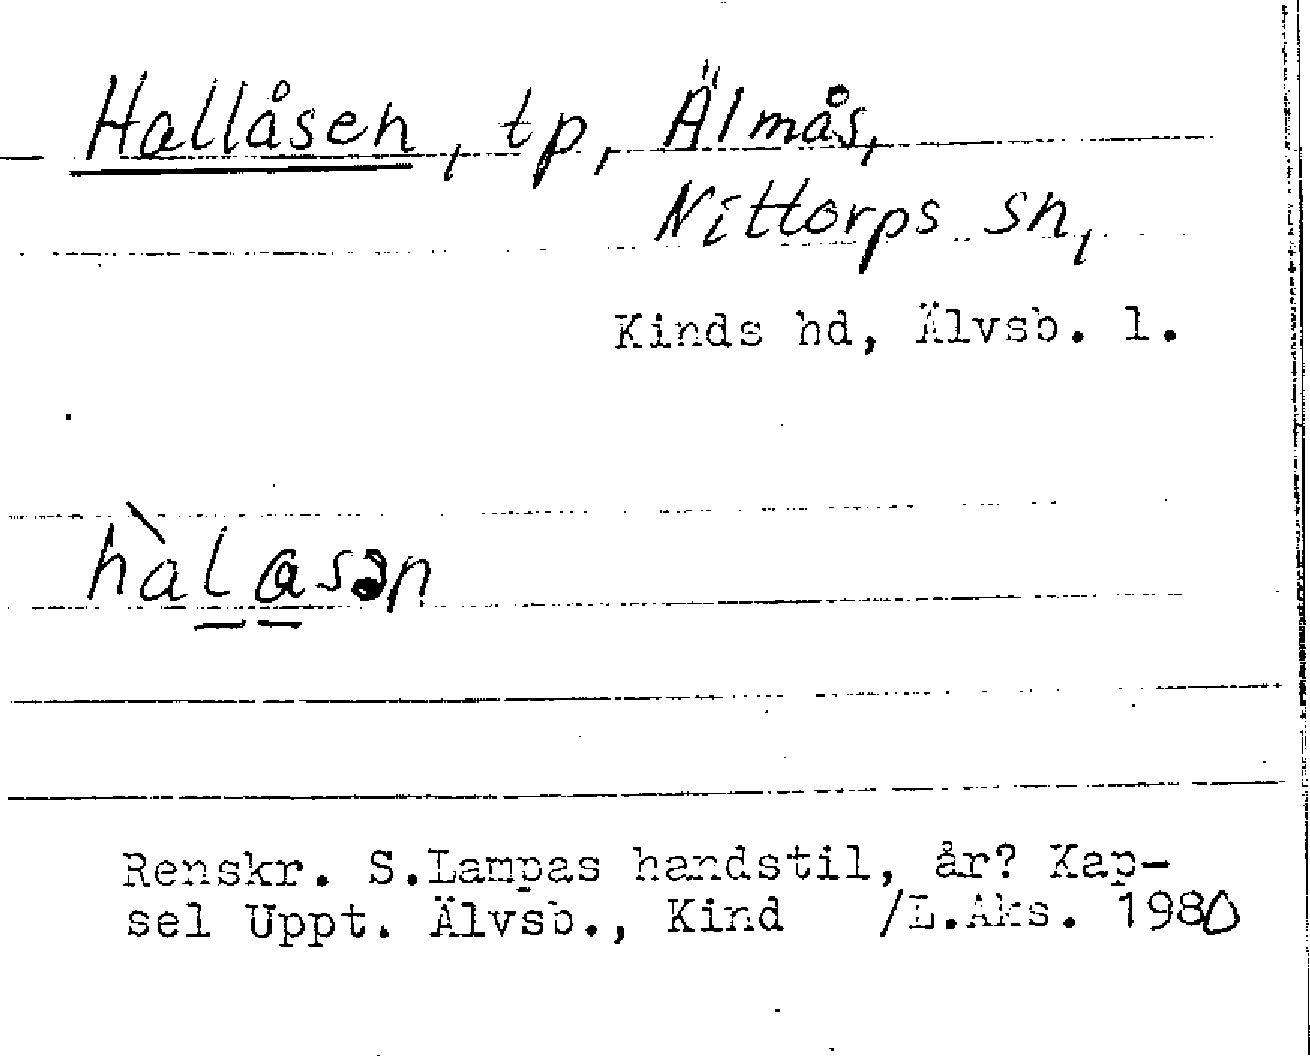 Hallåsen, tp, Älmås,
Nittorps sn,
Kinds hd, Älvsb. l.
hàlasən
Renskr. S.Lampas handstil, år? Kap-
sel Uppt. Älvsb., Kind /L.Aks. 1980